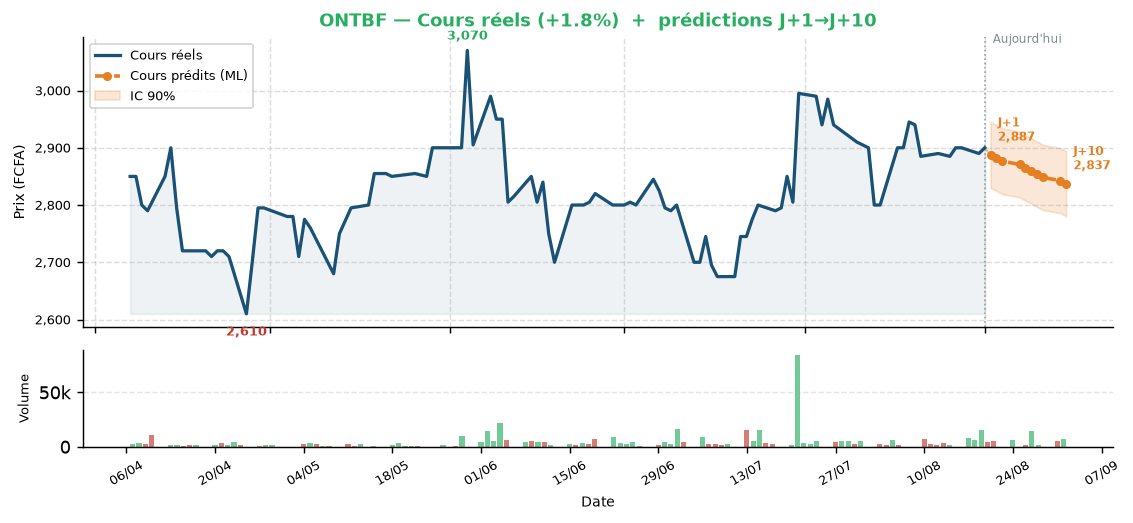 ONTBF — Cours réels (+1.8%)  +  prédictions J+1→J+10
3,070
Aujourd'hui
Cours réels
Cours prédits (ML)
IC 90%
3,000
2,900
2,800
2,700
2,600
Prix (FCFA)
J+1
2,887
J+10
2,837
2,610
50k
0
Volume
06/04
20/04
04/05
18/05
01/06
15/06
29/06
13/07
27/07
10/08
24/08
07/09
Date